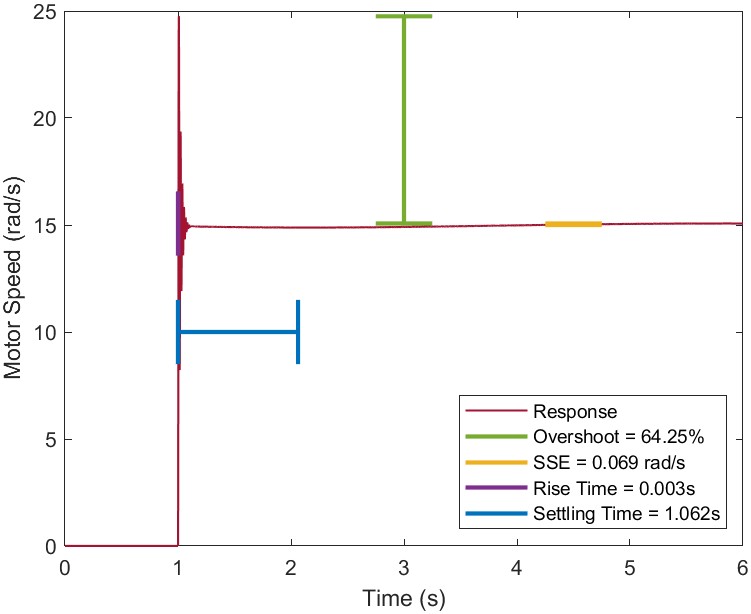 25
20
15
10
5
0
0 1 2 3 4 5 6
Motor Speed (rad/s)
Time (s)
Response
Overshoot = 64.25%
SSE = 0.069 rad/s
Rise Time = 0.003s
Settling Time = 1.062s